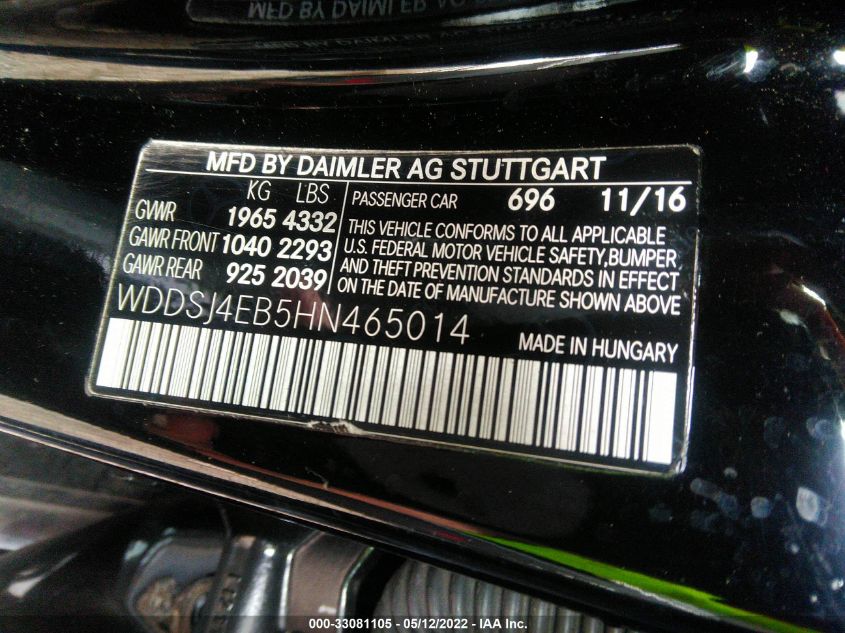 MFD BY DAIMLER AG STUTTGART
KG LBS
GVWR 1965 4332
GAWR FRONT 1040 2293
GAWR REAR 925 2039
PASSENGER CAR 696 11/16
THIS VEHICLE CONFORMS TO ALL APPLICABLE
U.S. FEDERAL MOTOR VEHICLE SAFETY,BUMPER
AND THEFT PREVENTION STANDARDS IN EFFECT
ON THE DATE OF MANUFACTURE SHOWN ABOVE
WDDSJ4EB5HN465014
MADE IN HUNGARY
000-33081105 - 05/12/2022 - IAA Inc.